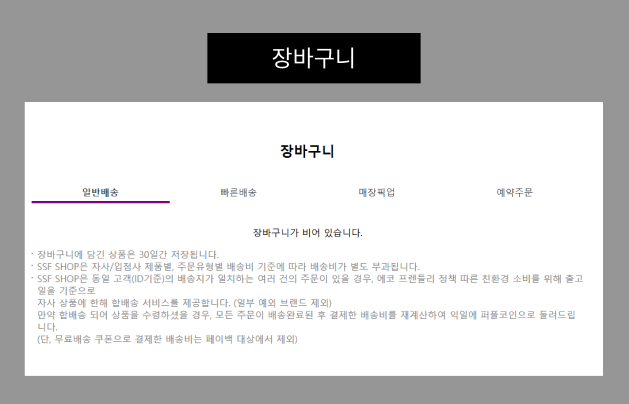 장바구니
장바구니
일반배송 빠른배송 매장픽업 예약주문
장바구니가 비어 있습니다.
· 장바구니에 담긴 상품은 30일간 저장됩니다.
· SSF SHOP은 자사/입점사 제품별, 주문유형별 배송비 기준에 따라 배송비가 별도 부과됩니다.
· SSF SHOP은 동일 고객(ID기준)의 배송지가 일치하는 여러 건의 주문이 있을 경우, 에코 프렌들리 정책 따른 친환경 소비를 위해 출고
일을 기준으로
자사 상품에 한해 합배송 서비스를 제공합니다. (일부 예외 브랜드 제외)
만약 합배송 되어 상품을 수령하셨을 경우, 모든 주문이 배송완료된 후 결제한 배송비를 재계산하여 익일에 퍼플코인으로 돌려드립
니다.
(단, 무료배송 쿠폰으로 결제한 배송비는 페이백 대상에서 제외)